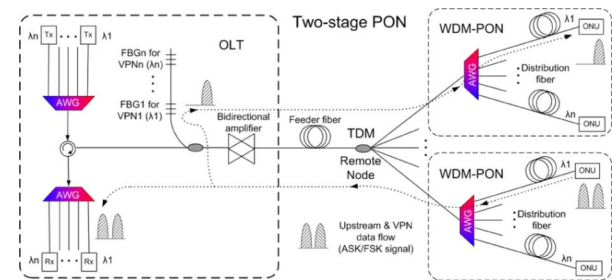 Two-stage PON
OLT
λn
Tx
Tx
λ1
AWG
FBGn for
VPNn (λn)
FBG1 for
VPN1 (λ1)
Bidirectional
amplifier
Feeder fiber
TDM
Remote
Node
AWG
λn
Rx
Rx
λ1
Upstream & VPN
data flow
(ASK/FSK signal)
WDM-PON
λ1
ONU
AWG
Distribution
fiber
λn
ONU
WDM-PON
λ1
ONU
AWG
Distribution
fiber
λn
ONU